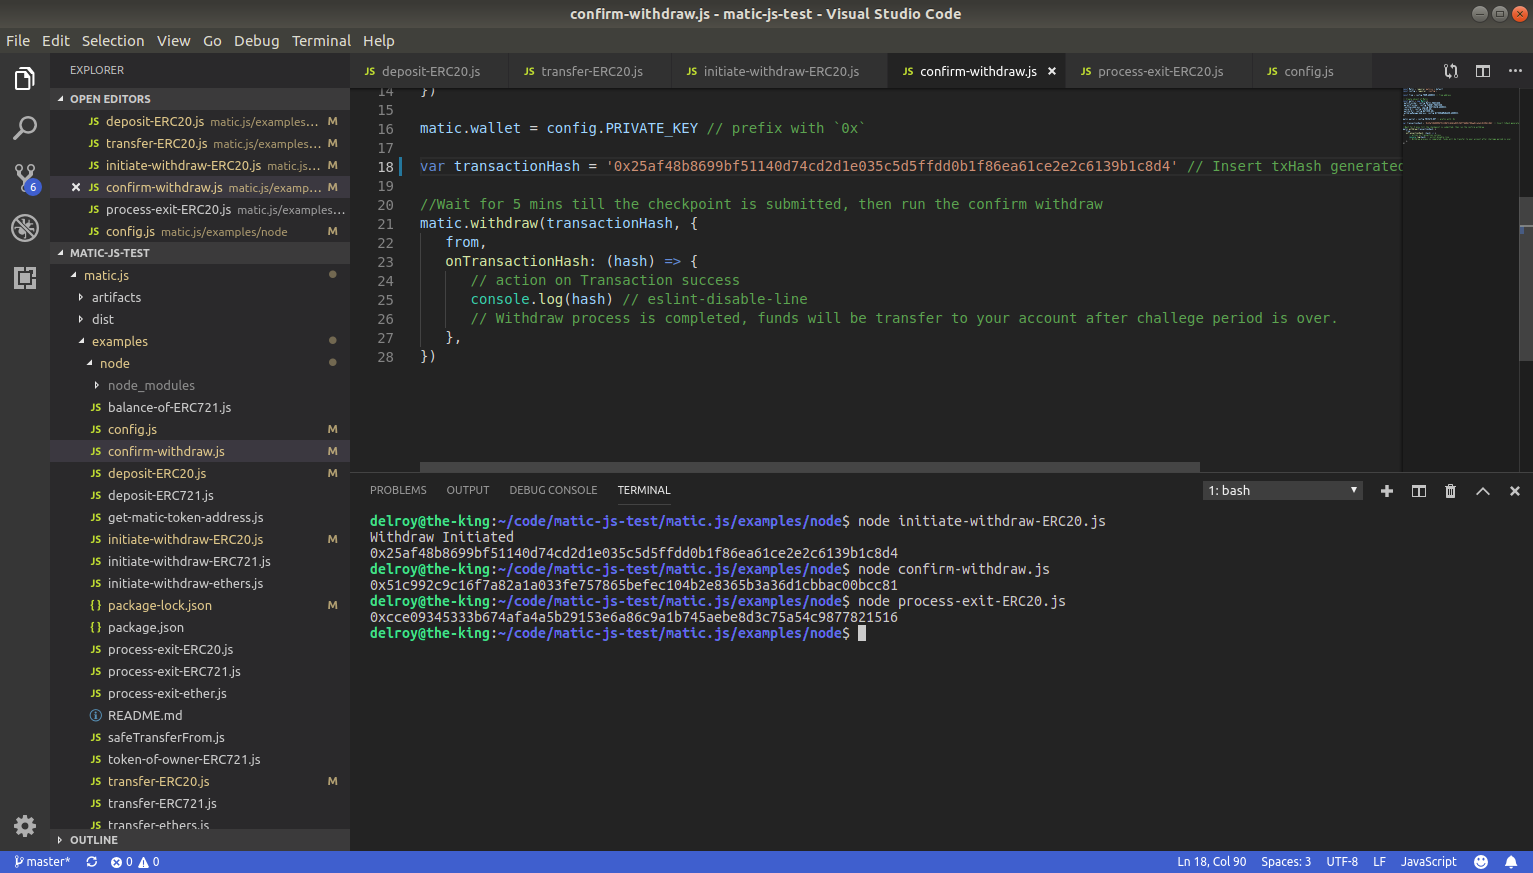 confirm-withdraw.js - matic-js-test - Visual Studio Code
File Edit Selection View Go Debug Terminal Help
EXPLORER
OPEN EDITORS
JS deposit-ERC20.js matic.js/examples... M
JS transfer-ERC20.js matic.js/examples... M
JS initiate-withdraw-ERC20.js matic.js... M
JS confirm-withdraw.js matic.js/examp... M
JS process-exit-ERC20.js matic.js/examples...
JS config.js matic.js/examples/node M
6
MATIC-JS-TEST
matic.js
artifacts
dist
examples
node
node_modules
JS balance-of-ERC721.js
JS config.js M
JS confirm-withdraw.js M
JS deposit-ERC20.js M
JS deposit-ERC721.js
JS get-matic-token-address.js
JS initiate-withdraw-ERC20.js M
JS initiate-withdraw-ERC721.js
JS initiate-withdraw-ethers.js
{} package-lock.json M
{} package.json
JS process-exit-ERC20.js
JS process-exit-ERC721.js
JS process-exit-ether.js
README.md
JS safeTransferFrom.js
JS token-of-owner-ERC721.js
JS transfer-ERC20.js M
JS transfer-ERC721.js
JS transfer-ethers.js
OUTLINE
JS deposit-ERC20.js JS transfer-ERC20.js JS initiate-withdraw-ERC20.js JS confirm-withdraw.js JS process-exit-ERC20.js JS config.js
14 })
15
16 matic.wallet = config.PRIVATE_KEY // prefix with `0x`
17
18 var transactionHash = '0x25af48b8699bf51140d74cd2d1e035c5d5ffdd0b1f86ea61ce2e2c6139b1c8d4' // Insert txHash generated
19
20 //Wait for 5 mins till the checkpoint is submitted, then run the confirm withdraw
21 matic.withdraw(transactionHash, {
22 from,
23 onTransactionHash: (hash) => {
24 // action on Transaction success
25 console.log(hash) // eslint-disable-line
26 // Withdraw process is completed, funds will be transfer to your account after challege period is over.
27 },
28 })
PROBLEMS OUTPUT DEBUG CONSOLE TERMINAL 1: bash
delroy@the-king:~/code/matic-js-test/matic.js/examples/node$ node initiate-withdraw-ERC20.js
Withdraw Initiated
0x25af48b8699bf51140d74cd2d1e035c5d5ffdd0b1f86ea61ce2e2c6139b1c8d4
delroy@the-king:~/code/matic-js-test/matic.js/examples/node$ node confirm-withdraw.js
0x51c992c9c16f7a82a1a033fe757865befec104b2e8365b3a36d1cbbac00bcc81
delroy@the-king:~/code/matic-js-test/matic.js/examples/node$ node process-exit-ERC20.js
0xcce09345333b674afa4a5b29153e6a86c9a1b745aebe8d3c75a54c9877821516
delroy@the-king:~/code/matic-js-test/matic.js/examples/node$
master* 0 0 Ln 18, Col 90 Spaces: 3 UTF-8 LF JavaScript